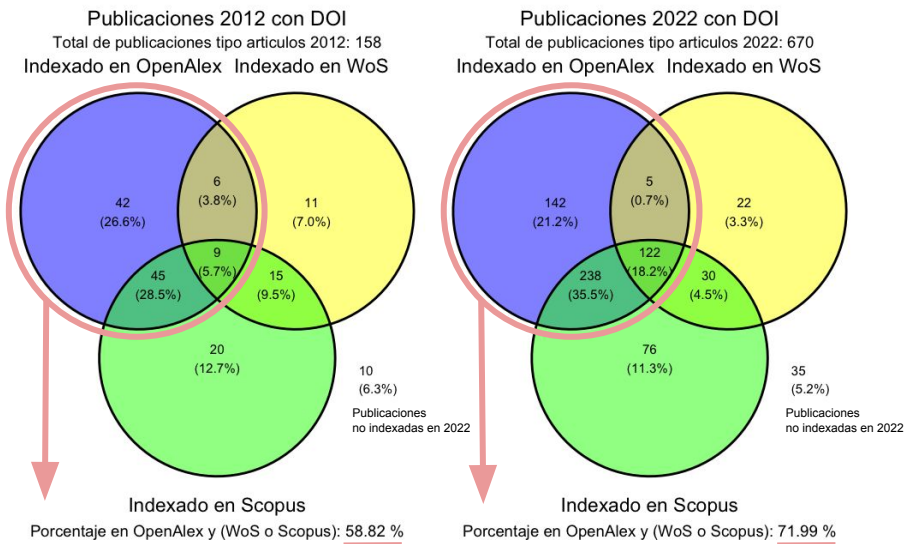 Publicaciones 2012 con DOI
Total de publicaciones tipo articulos 2012: 158
Indexado en OpenAlex Indexado en WoS
42
(26.6%)
6
(3.8%)
11
(7.0%)
9
(5.7%)
45
(28.5%)
15
(9.5%)
20
(12.7%)
10
(6.3%)
Publicaciones
no indexadas en 2022
Indexado en Scopus
Porcentaje en OpenAlex y (WoS o Scopus): 58.82 %
Publicaciones 2022 con DOI
Total de publicaciones tipo articulos 2022: 670
Indexado en OpenAlex Indexado en WoS
142
(21.2%)
5
(0.7%)
22
(3.3%)
122
(18.2%)
238
(35.5%)
30
(4.5%)
76
(11.3%)
35
(5.2%)
Publicaciones
no indexadas en 2022
Indexado en Scopus
Porcentaje en OpenAlex y (WoS o Scopus): 71.99 %